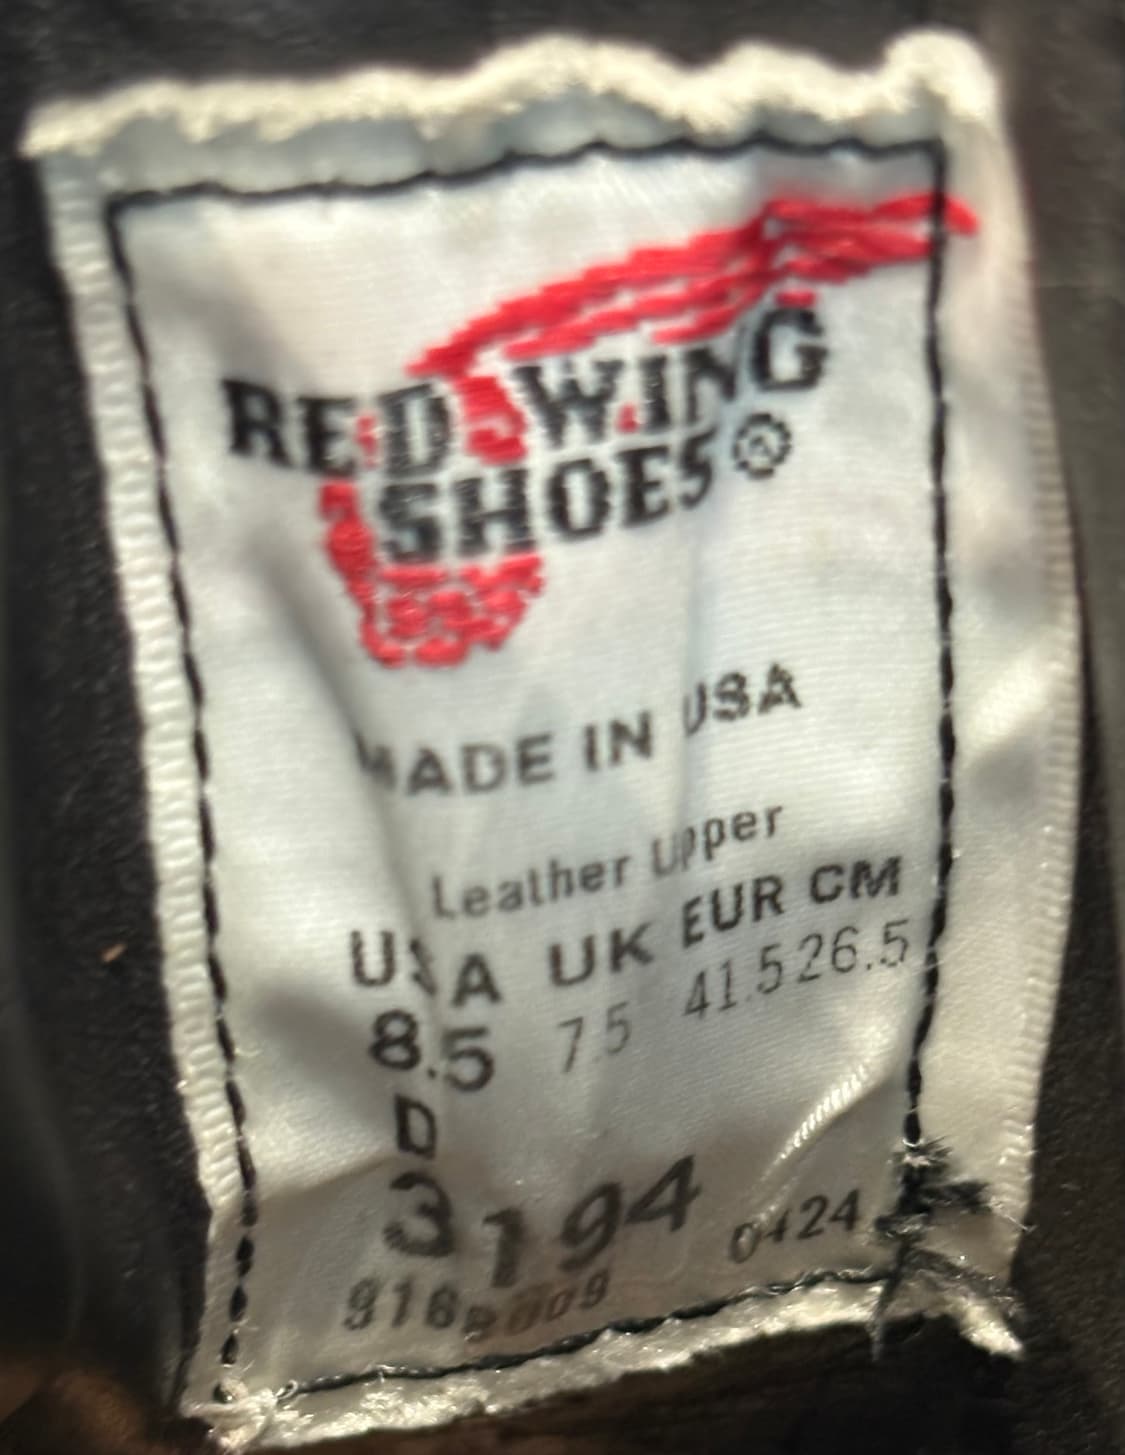 RED WING
SHOES®
MADE IN USA
Leather Upper
USA UK EUR CM
8.5 7.5 41.5 26.5
D
3194